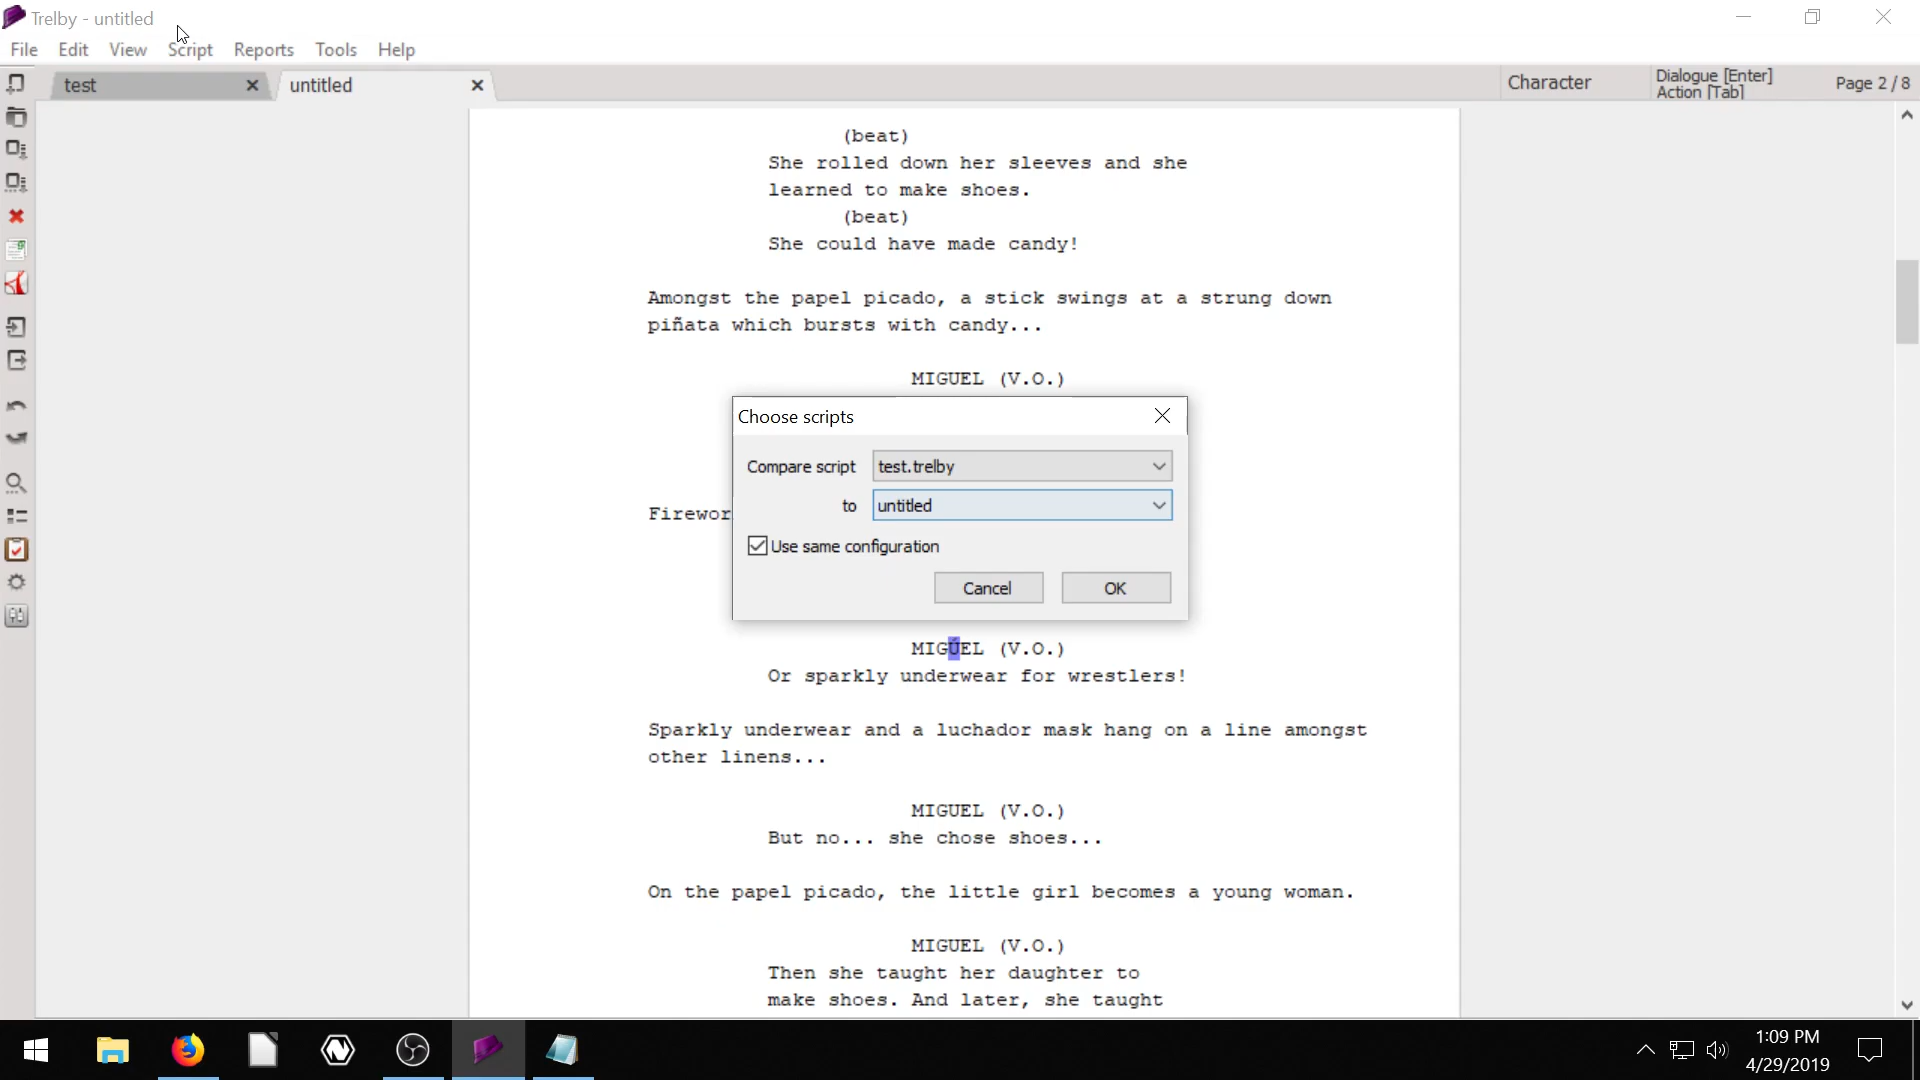 Trelby - untitled
File Edit View Script Reports Tools Help
test untitled
Character
Dialogue [Enter]
Action [Tab]
Page 2 / 8
(beat)
She rolled down her sleeves and she
learned to make shoes.
(beat)
She could have made candy!
Amongst the papel picado, a stick swings at a strung down
piñata which bursts with candy...
MIGUEL (V.O.)
Choose scripts
Compare script test.trelby
to untitled
Use same configuration
Cancel OK
Firewor
MIGÚEL (V.O.)
Or sparkly underwear for wrestlers!
Sparkly underwear and a luchador mask hang on a line amongst
other linens...
MIGUEL (V.O.)
But no... she chose shoes...
On the papel picado, the little girl becomes a young woman.
MIGUEL (V.O.)
Then she taught her daughter to
make shoes. And later, she taught
1:09 PM
4/29/2019